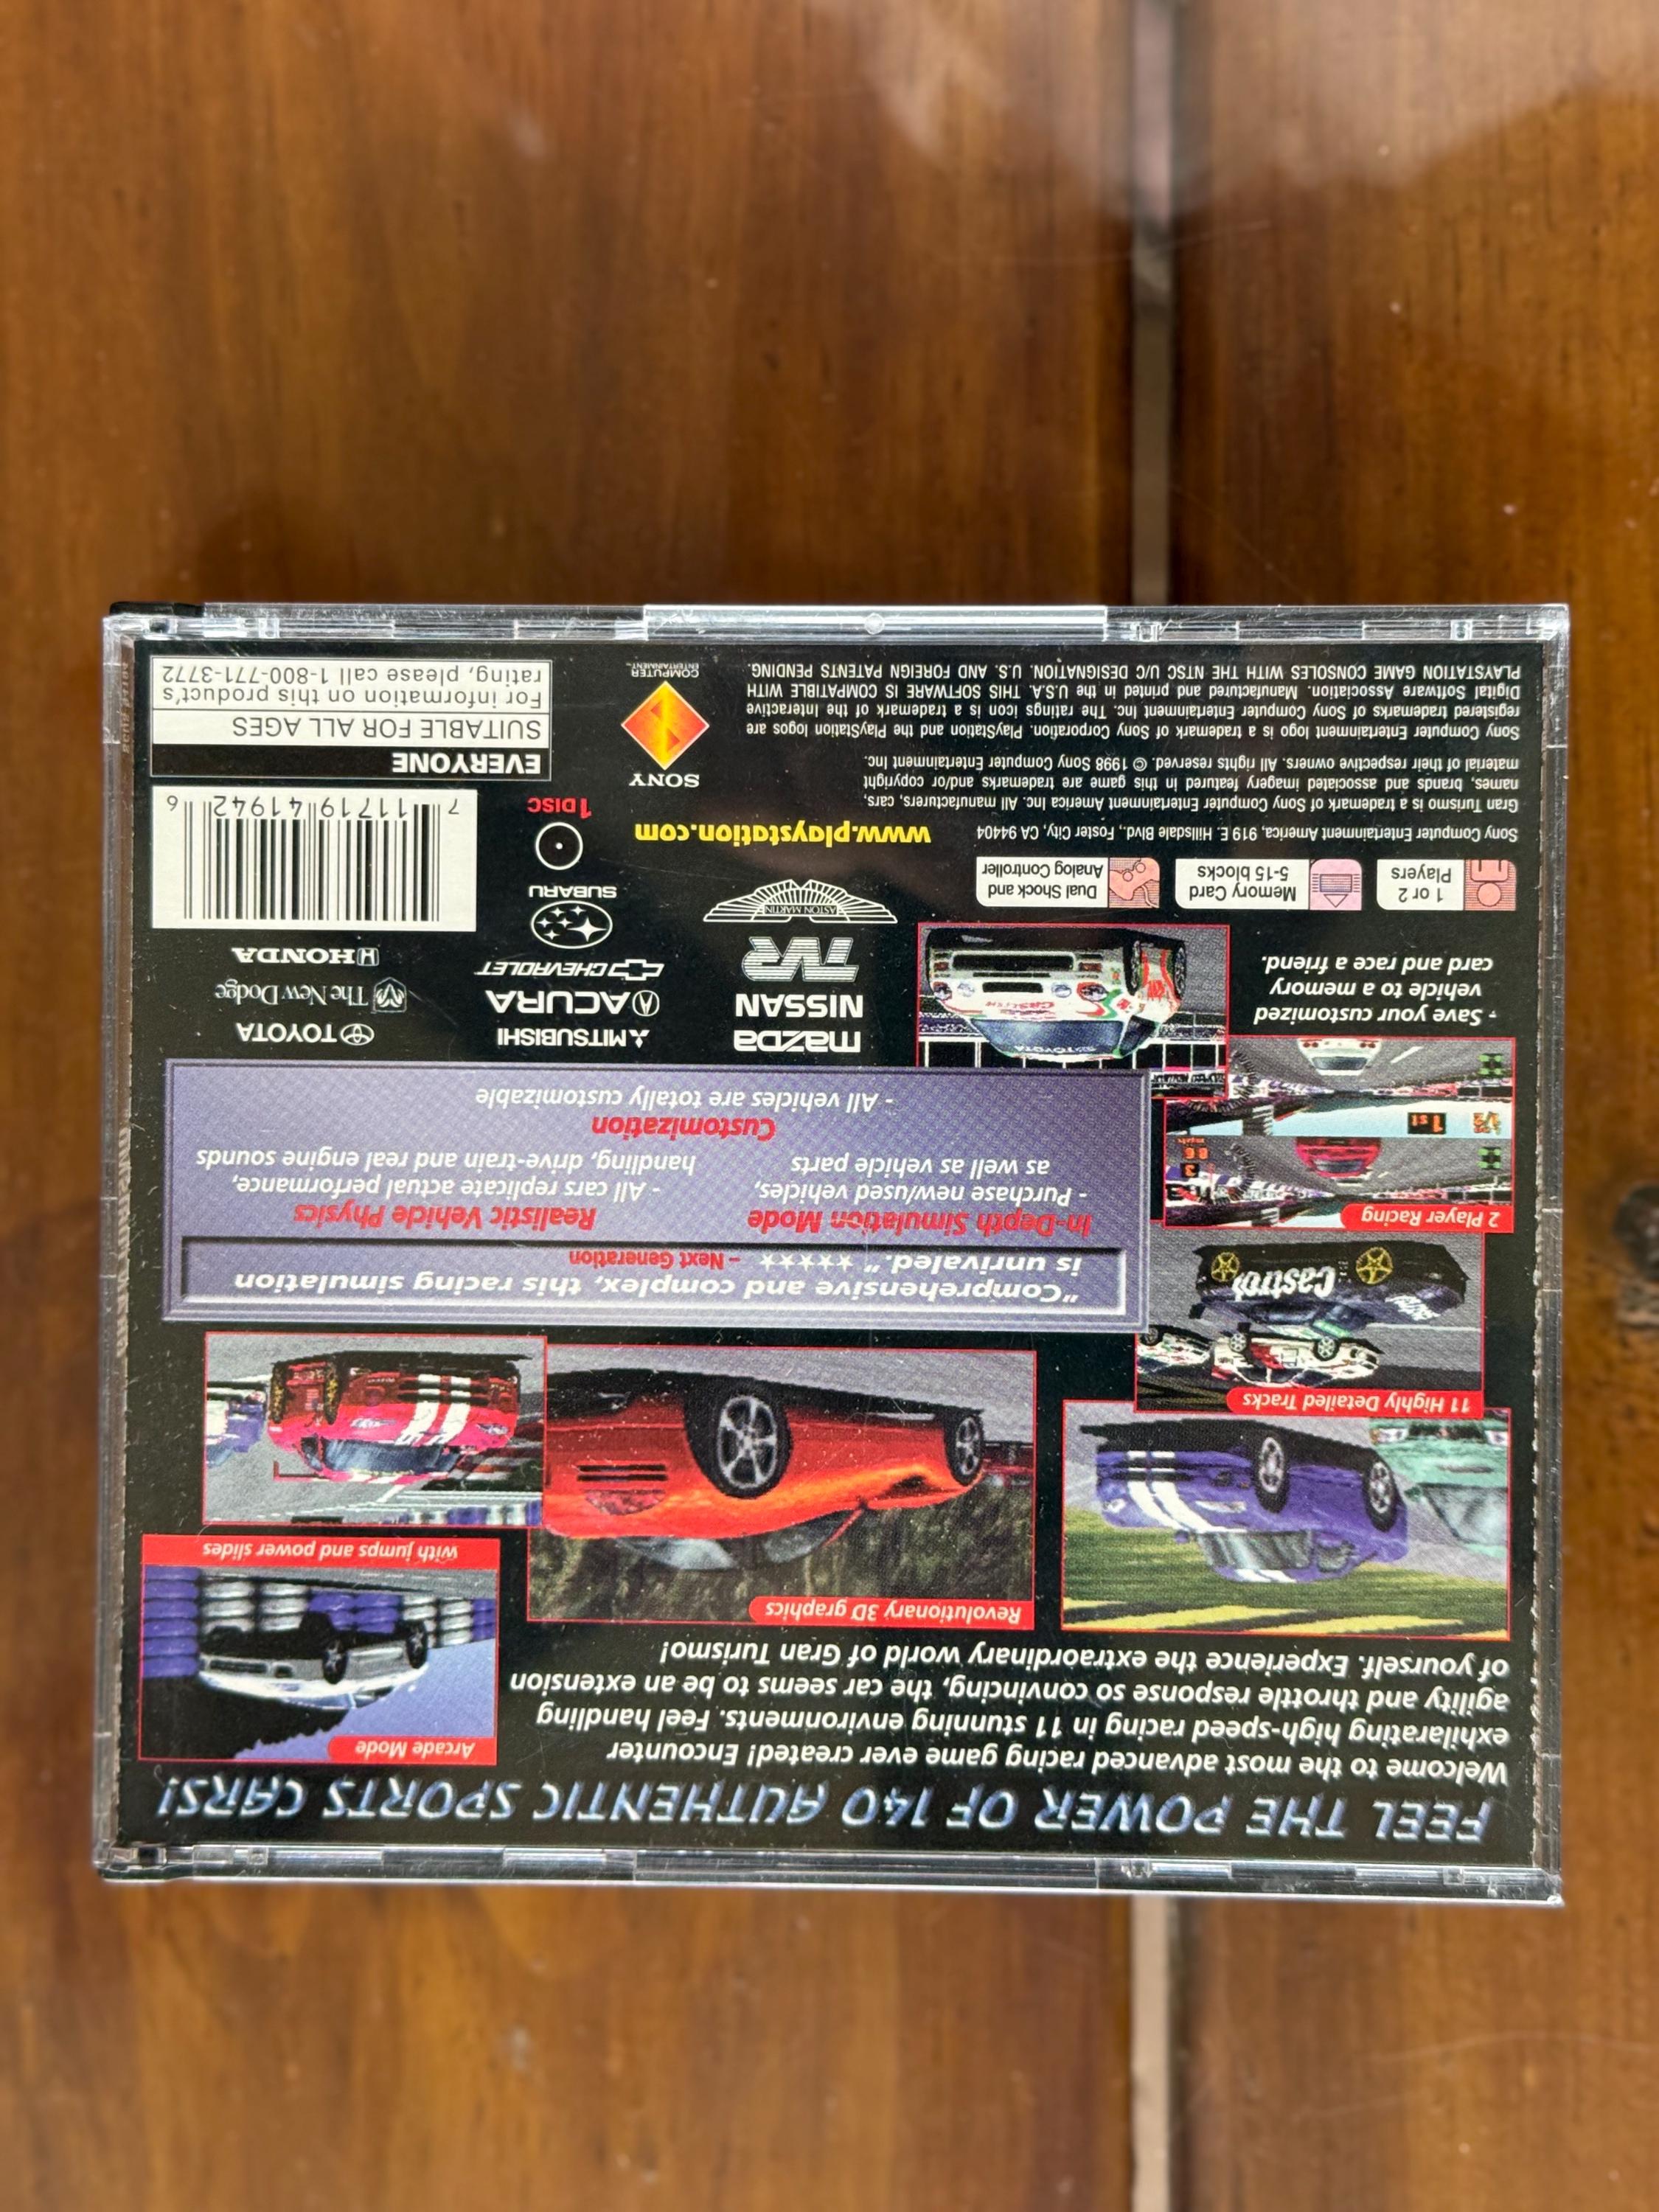 FEEL THE POWER OF 140 AUTHENTIC SPORTS CARS!
Welcome to the most advanced racing game ever created! Encounter
exhilarating high-speed racing in 11 stunning environments. Feel handling
agility and throttle response so convincing, the car seems to be an extension
of yourself. Experience the extraordinary world of Gran Turismo!
Arcade Mode
with jumps and power slides
Revolutionary 3D graphics
11 Highly Detailed Tracks
Castrol
"Comprehensive and complex, this racing simulation
is unrivaled." ★★★★★ – Next Generation
In-Depth Simulation Mode
- Purchase new/used vehicles,
as well as vehicle parts
Realistic Vehicle Physics
- All cars replicate actual performance,
handling, drive-train and real engine sounds
Customization
- All vehicles are totally customizable
2 Player Racing
3
86
1st
- Save your customized
vehicle to a memory
card and race a friend.
TOYOTA
CASTROL
mazda
NISSAN
TVR
ASTON MARTIN
MITSUBISHI
ACURA
CHEVROLET
SUBARU
TOYOTA
The New Dodge
HONDA
1 or 2
Players
Memory Card
5-15 blocks
Dual Shock and
Analog Controller
www.playstation.com
1 DISC
7 11719 41942 6
Sony Computer Entertainment America, 919 E. Hillsdale Blvd., Foster City, CA 94404
Gran Turismo is a trademark of Sony Computer Entertainment America Inc. All manufacturers, cars,
names, brands and associated imagery featured in this game are trademarks and/or copyright
material of their respective owners. All rights reserved. © 1998 Sony Computer Entertainment Inc.
Sony Computer Entertainment logo is a trademark of Sony Corporation. PlayStation and the PlayStation logos are
registered trademarks of Sony Computer Entertainment Inc. The ratings icon is a trademark of the Interactive
Digital Software Association. Manufactured and printed in the U.S.A. THIS SOFTWARE IS COMPATIBLE WITH
PLAYSTATION GAME CONSOLES WITH THE NTSC U/C DESIGNATION. U.S. AND FOREIGN PATENTS PENDING.
SONY
COMPUTER
ENTERTAINMENT™
EVERYONE
SUITABLE FOR ALL AGES
For information on this product's
rating, please call 1-800-771-3772